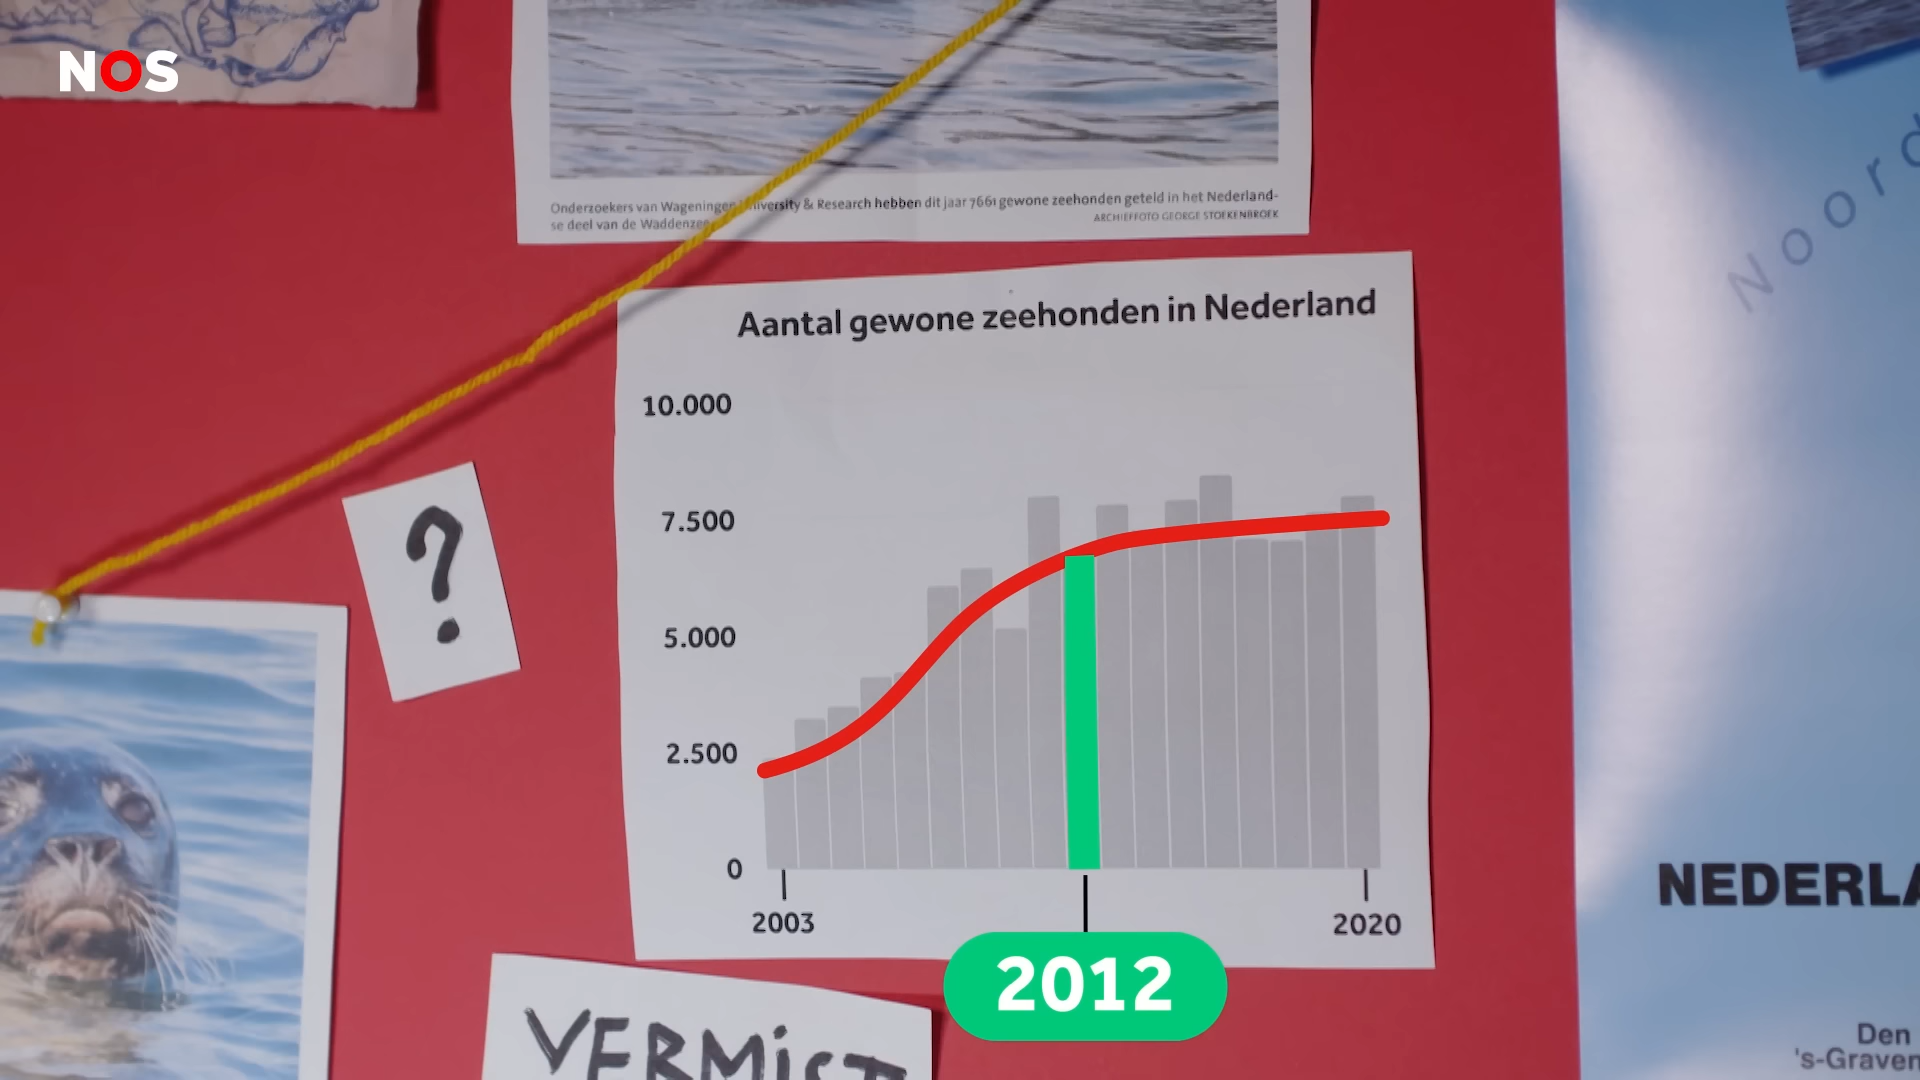 NOS
Onderzoekers van Wageningen University & Research hebben dit jaar 7661 gewone zeehonden geteld in het Nederland-
se deel van de Waddenzee
ARCHIEFFOTO GEORGE STOEKENBROEK
Noord
Aantal gewone zeehonden in Nederland
10.000
7.500
5.000
2.500
0
2003
2020
2012
?
VERMIST
NEDERLA
Den
's-Graven